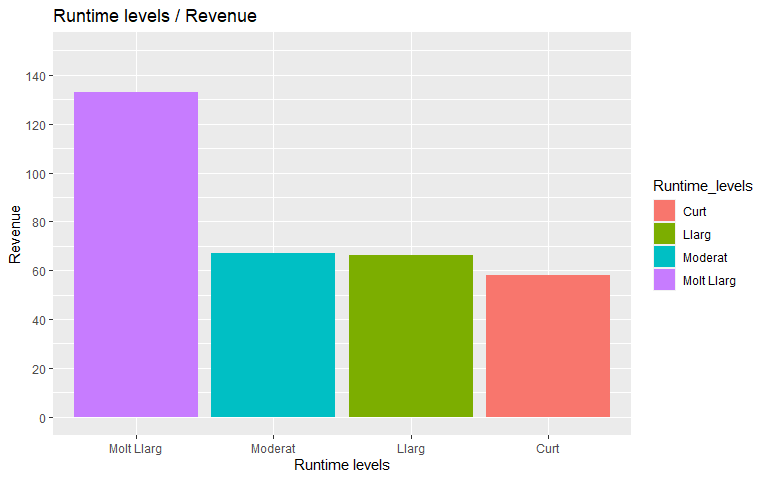 Runtime levels / Revenue
140
120
100
80
60
40
20
0
Revenue
Molt Llarg
Moderat
Llarg
Curt
Runtime levels
Runtime_levels
Curt
Llarg
Moderat
Molt Llarg